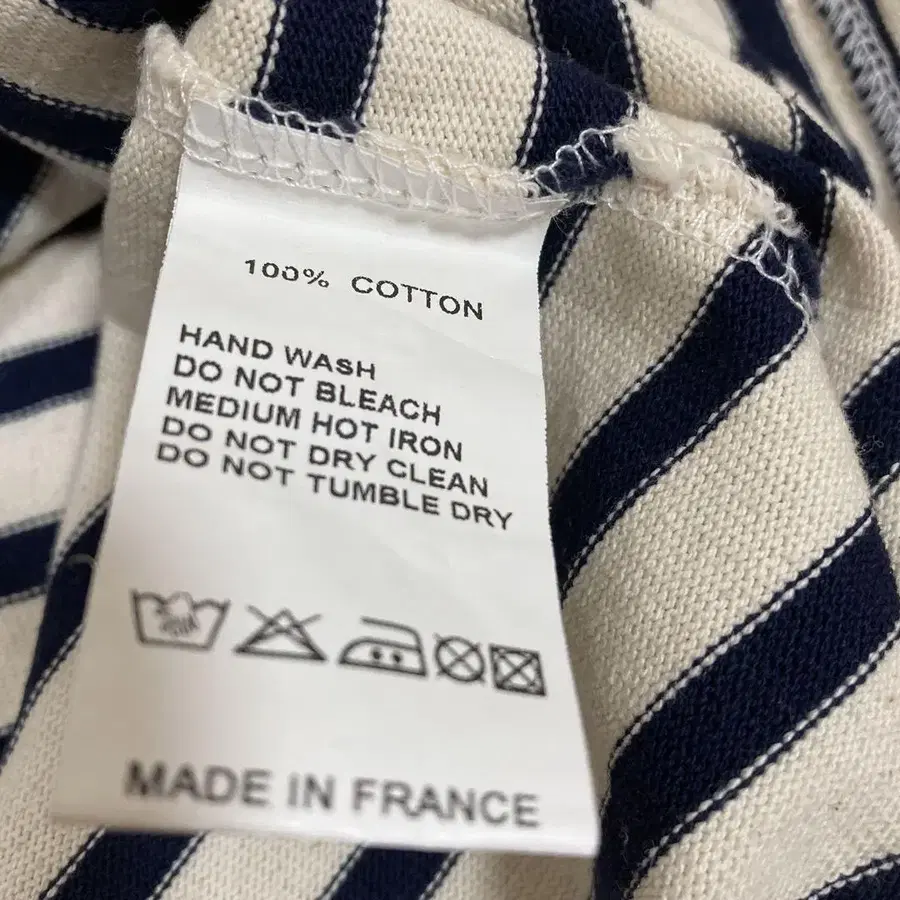 100% COTTON
HAND WASH
DO NOT BLEACH
MEDIUM HOT IRON
DO NOT DRY CLEAN
DO NOT TUMBLE DRY
MADE IN FRANCE